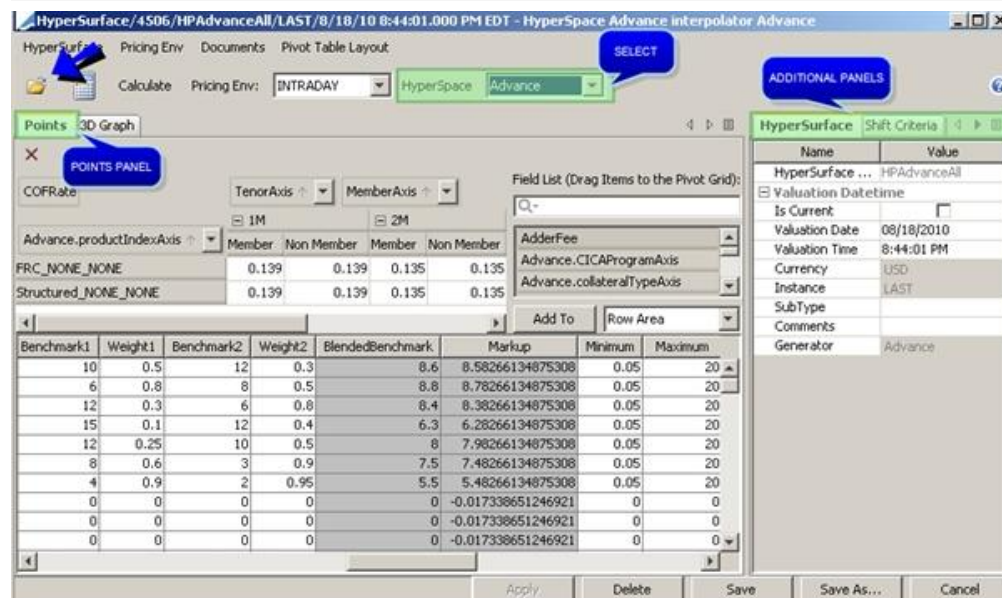 HyperSurface/4S06/HPAdvanceAll/LAST/8/18/10 8:44:01.000 PM EDT - HyperSpace Advance interpolator Advance
HyperSurface Pricing Env Documents Pivot Table Layout
SELECT
Calculate Pricing Env: INTRADAY HyperSpace Advance
ADDITIONAL PANELS
Points 3D Graph
HyperSurface Shift Criteria
POINTS PANEL
COFRate TenorAxis MemberAxis
Field List (Drag Items to the Pivot Grid):
1M 2M
Advance.productIndexAxis Member Non Member Member Non Member
FRC_NONE_NONE 0.139 0.139 0.135 0.135
Structured_NONE_NONE 0.139 0.139 0.135 0.135
AdderFee
Advance.CICAProgramAxis
Advance.collateralTypeAxis
Add To Row Area
Benchmark1 Weight1 Benchmark2 Weight2 BlendedBenchmark Markup Minimum Maximum
10 0.5 12 0.3 8.6 8.58266134875308 0.05 20
6 0.8 8 0.5 8.8 8.78266134875308 0.05 20
12 0.3 6 0.8 8.4 8.38266134875308 0.05 20
15 0.1 12 0.4 6.3 6.28266134875308 0.05 20
12 0.25 10 0.5 8 7.98266134875308 0.05 20
8 0.6 3 0.9 7.5 7.48266134875308 0.05 20
4 0.9 2 0.95 5.5 5.48266134875308 0.05 20
0 0 0 0 0 -0.017338651246921 0 0
0 0 0 0 0 -0.017338651246921 0 0
0 0 0 0 0 -0.017338651246921 0 0
Name Value
HyperSurface ... HPAdvanceAll
Valuation Datetime
Is Current
Valuation Date 08/18/2010
Valuation Time 8:44:01 PM
Currency USD
Instance LAST
SubType
Comments
Generator Advance
Apply Delete Save Save As... Cancel